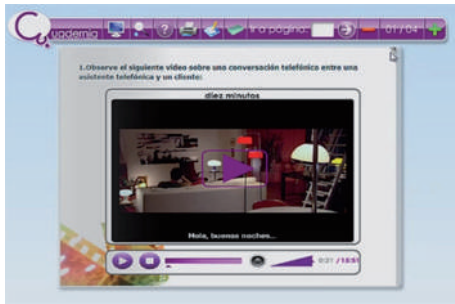 Cuadernia ? Ir a página: 01 / 04
1.Observe el siguiente video sobre una conversación telefónica entre una
asistente telefónica y un cliente:
diez minutos
Hola, buenas noches...
0:21 / 15:51